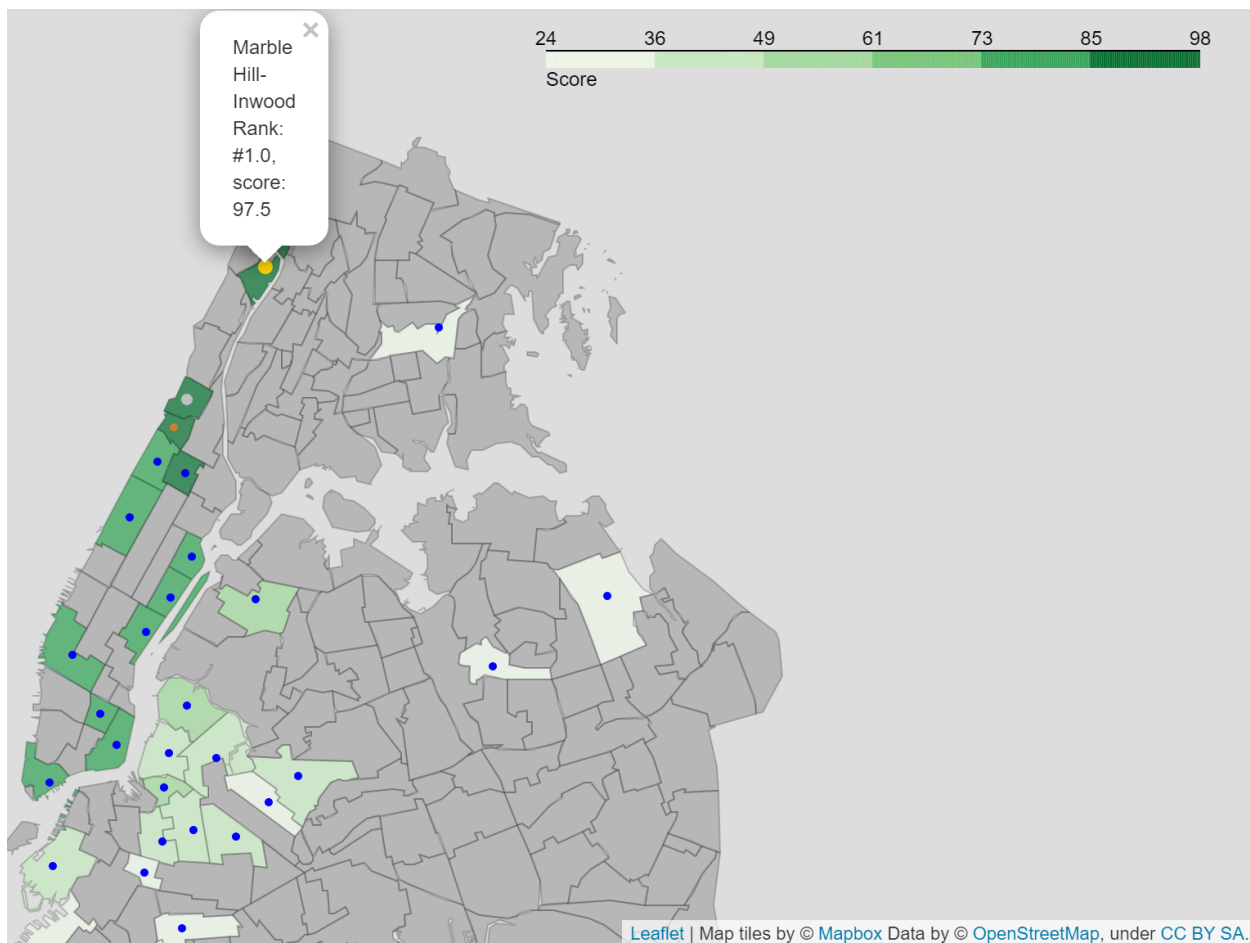 Marble
Hill-
Inwood
Rank:
#1.0,
score:
97.5
×
24 36 49 61 73 85 98
Score
Leaflet | Map tiles by © Mapbox Data by © OpenStreetMap, under CC BY SA.